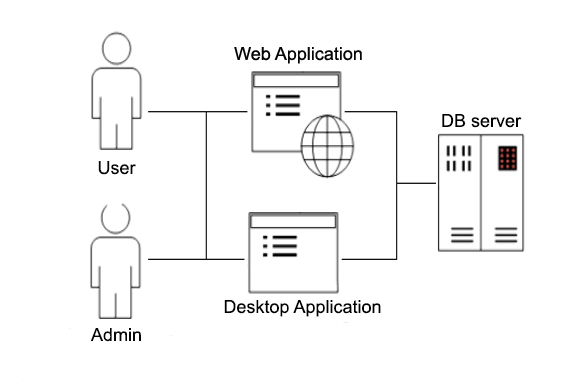 Web Application
DB server
User
Desktop Application
Admin